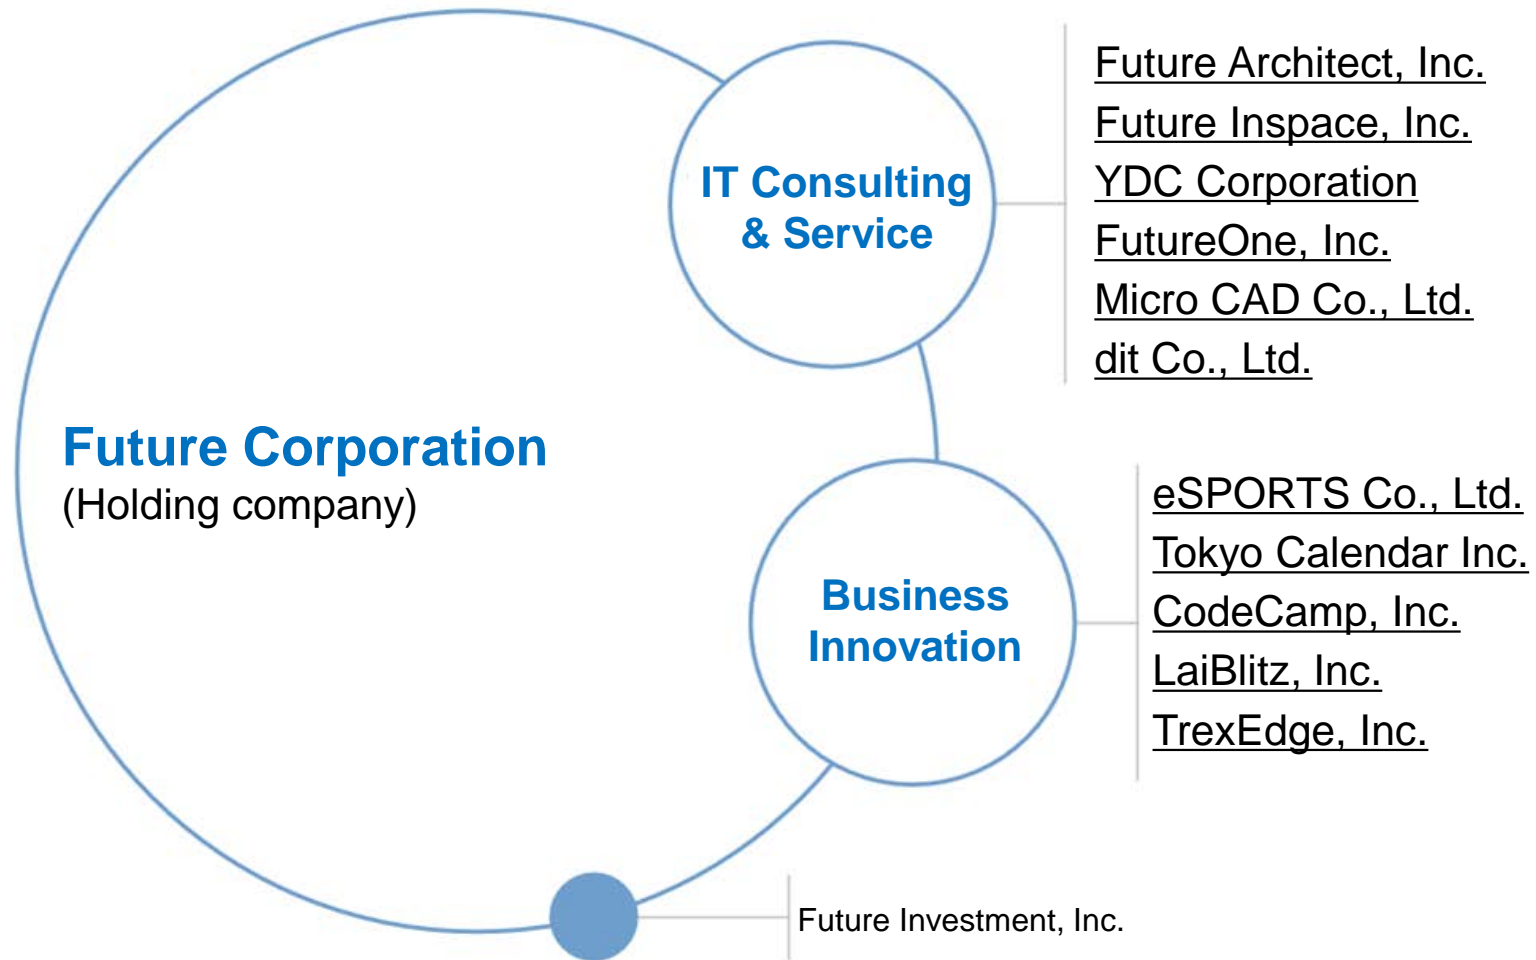 Future Architect, Inc.
Future Inspace, Inc.
YDC Corporation
FutureOne, Inc.
Micro CAD Co., Ltd.
dit Co., Ltd.
IT Consulting
& Service
Future Corporation
(Holding company)
eSPORTS Co., Ltd.
Tokyo Calendar Inc.
CodeCamp, Inc.
LaiBlitz, Inc.
TrexEdge, Inc.
Business
Innovation
Future Investment, Inc.